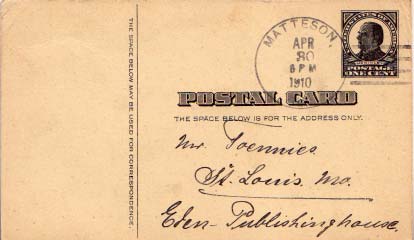 THE SPACE BELOW MAY BE USED FOR CORRESPONDENCE.
MATTESON,
APR
30
6 PM
1910
POSTAGE
ONE CENT
POSTAL CARD
THE SPACE BELOW IS FOR THE ADDRESS ONLY.
Mr. Toennies
St. Louis, Mo.
Eden-Publishinghouse.